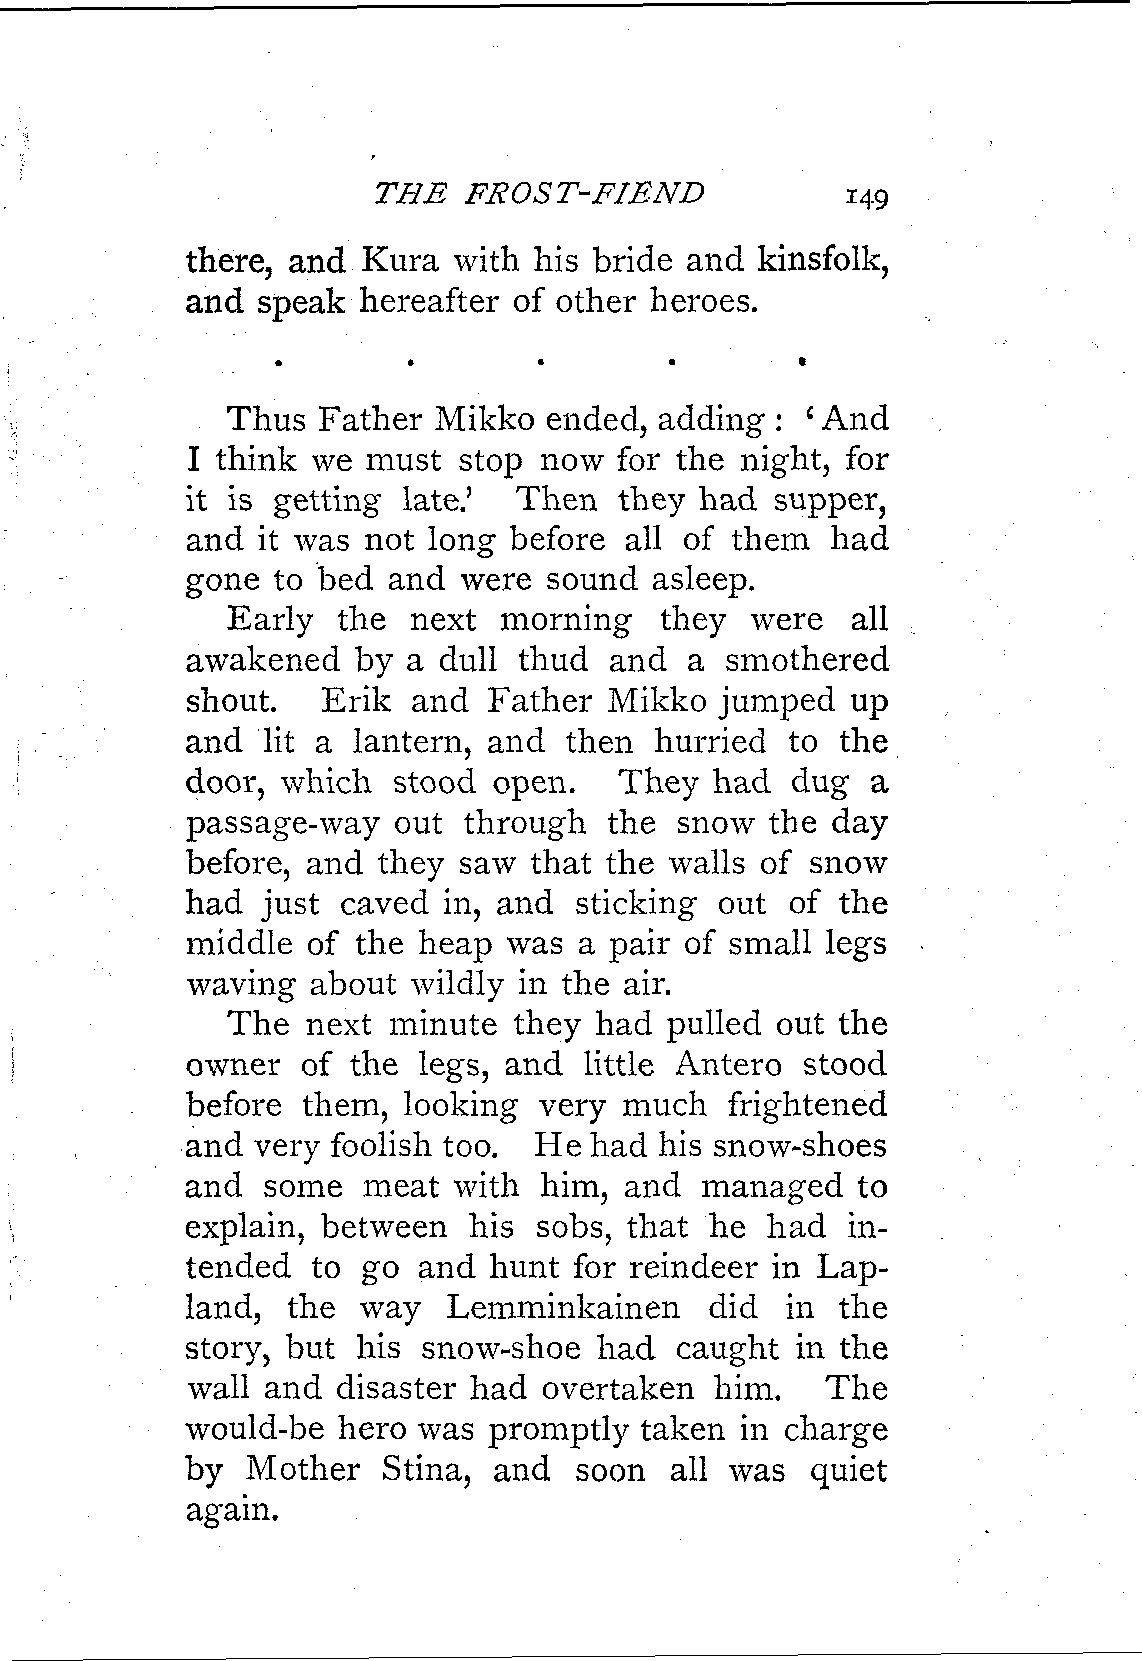 THE FROST-FIEND 149
there, and Kura with his bride and kinsfolk,
and speak hereafter of other heroes.
. . . . .
Thus Father Mikko ended, adding : ‘ And
I think we must stop now for the night, for
it is getting late.’ Then they had supper,
and it was not long before all of them had
gone to bed and were sound asleep.
Early the next morning they were all
awakened by a dull thud and a smothered
shout. Erik and Father Mikko jumped up
and lit a lantern, and then hurried to the
door, which stood open. They had dug a
passage-way out through the snow the day
before, and they saw that the walls of snow
had just caved in, and sticking out of the
middle of the heap was a pair of small legs
waving about wildly in the air.
The next minute they had pulled out the
owner of the legs, and little Antero stood
before them, looking very much frightened
and very foolish too. He had his snow-shoes
and some meat with him, and managed to
explain, between his sobs, that he had in-
tended to go and hunt for reindeer in Lap-
land, the way Lemminkainen did in the
story, but his snow-shoe had caught in the
wall and disaster had overtaken him. The
would-be hero was promptly taken in charge
by Mother Stina, and soon all was quiet
again.